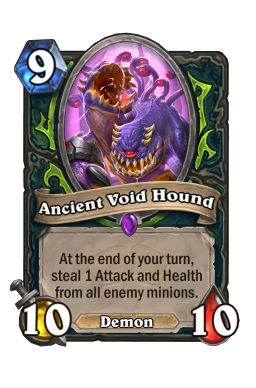 9
Ancient Void Hound
At the end of your turn,
steal 1 Attack and Health
from all enemy minions.
10
Demon
10